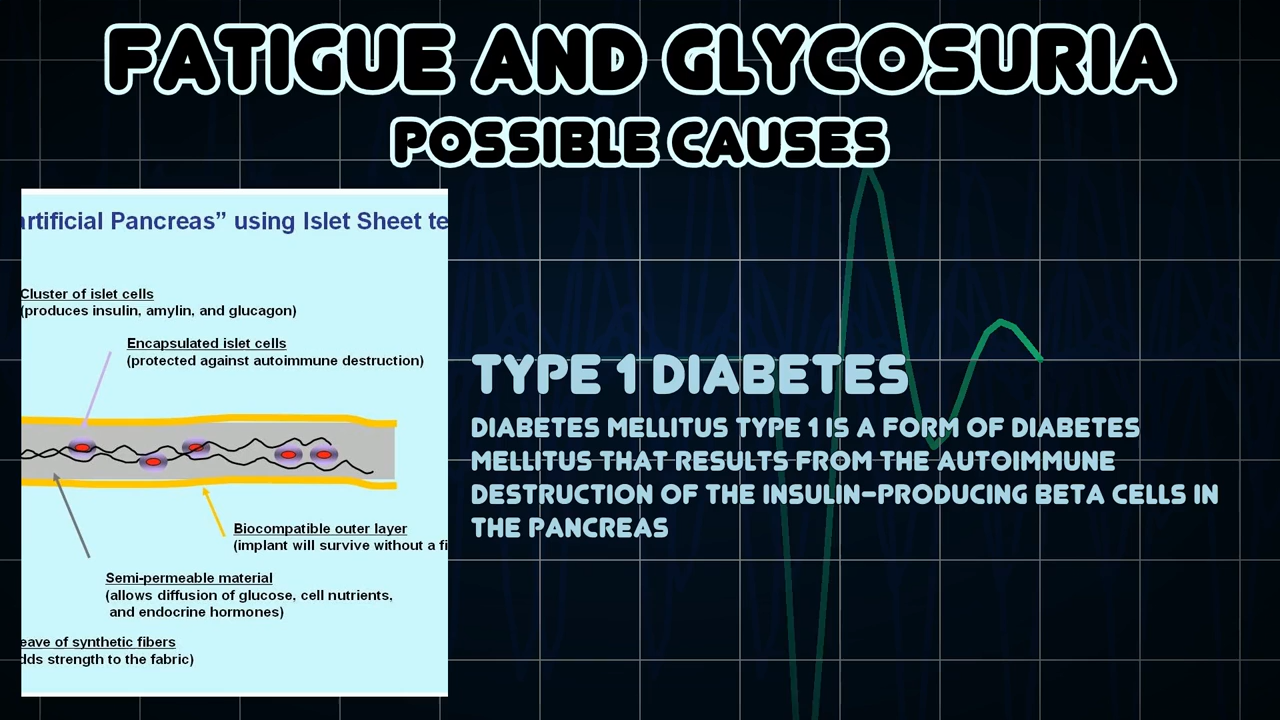 FATIGUE AND GLYCOSURIA
POSSIBLE CAUSES
artificial Pancreas” using Islet Sheet te
Cluster of islet cells
(produces insulin, amylin, and glucagon)
Encapsulated islet cells
(protected against autoimmune destruction)
Biocompatible outer layer
(implant will survive without a fi
Semi-permeable material
(allows diffusion of glucose, cell nutrients,
and endocrine hormones)
eave of synthetic fibers
dds strength to the fabric)
TYPE 1 DIABETES
DIABETES MELLITUS TYPE 1 IS A FORM OF DIABETES
MELLITUS THAT RESULTS FROM THE AUTOIMMUNE
DESTRUCTION OF THE INSULIN-PRODUCING BETA CELLS IN
THE PANCREAS